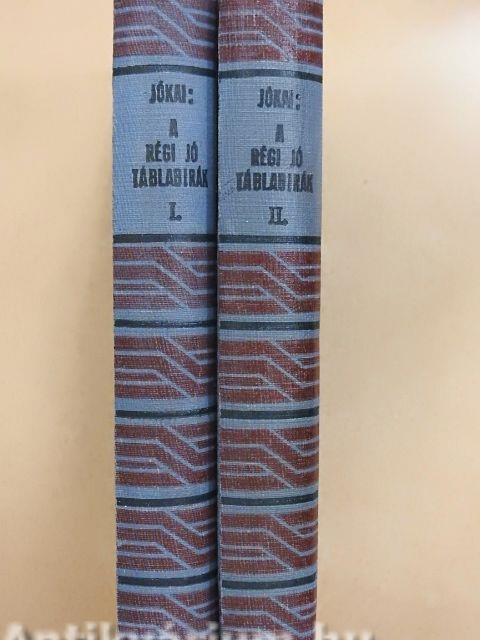 JÓKAI:
A
RÉGI JÓ
TÁBLABIRÁK
I.
JÓKAI:
A
RÉGI JÓ
TÁBLABIRÁK
II.